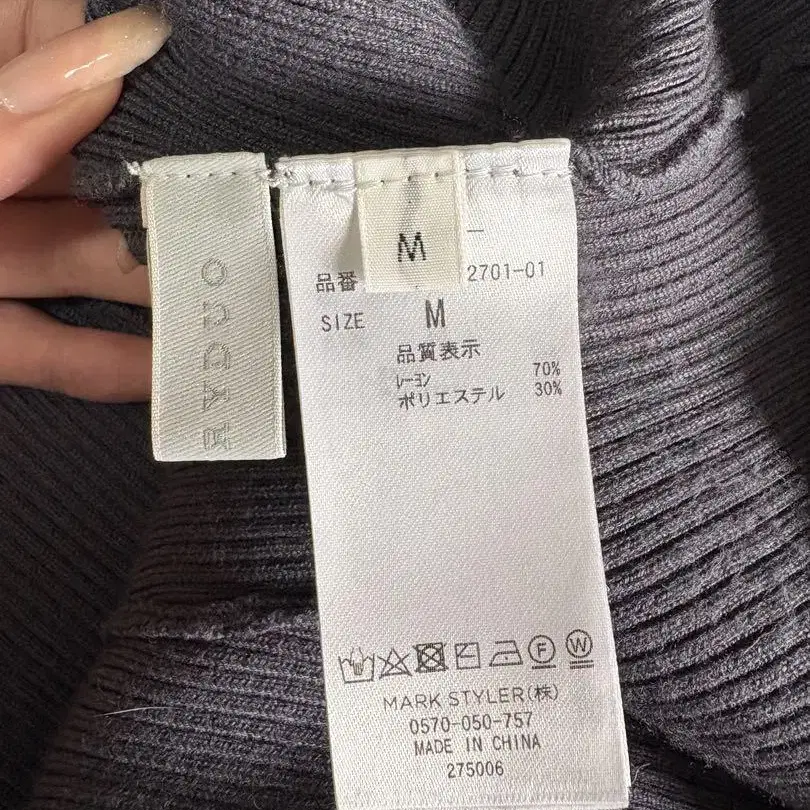 M
品番 2701-01
SIZE M
品質表示
レーヨン 70%
ポリエステル 30%
F W
MARK STYLER(株)
0570-050-757
MADE IN CHINA
275006